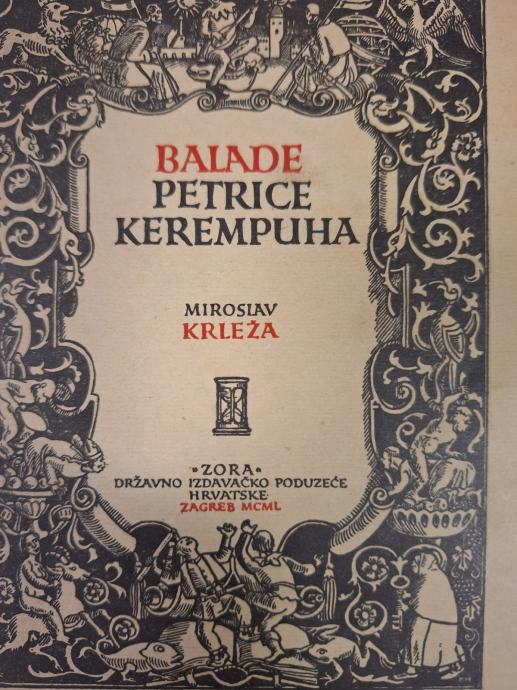 BALADE
PETRICE
KEREMPUHA
MIROSLAV
KRLEŽA
"ZORA"
DRŽAVNO IZDAVAČKO PODUZEĆE
HRVATSKE
ZAGREB MCML